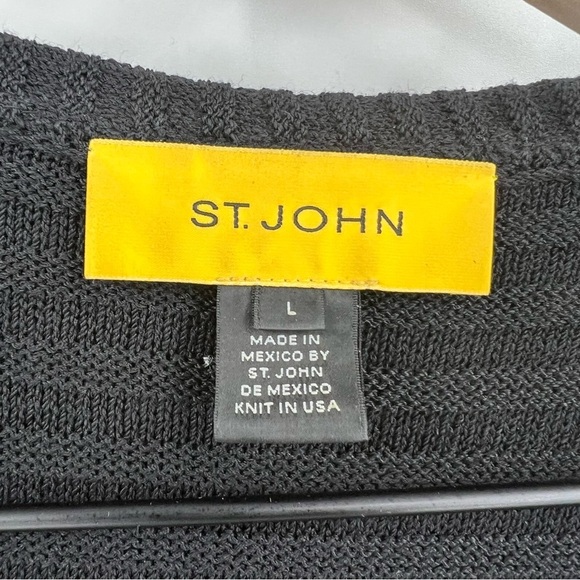 ST. JOHN
L
MADE IN
MEXICO BY
ST. JOHN
DE MEXICO
KNIT IN USA